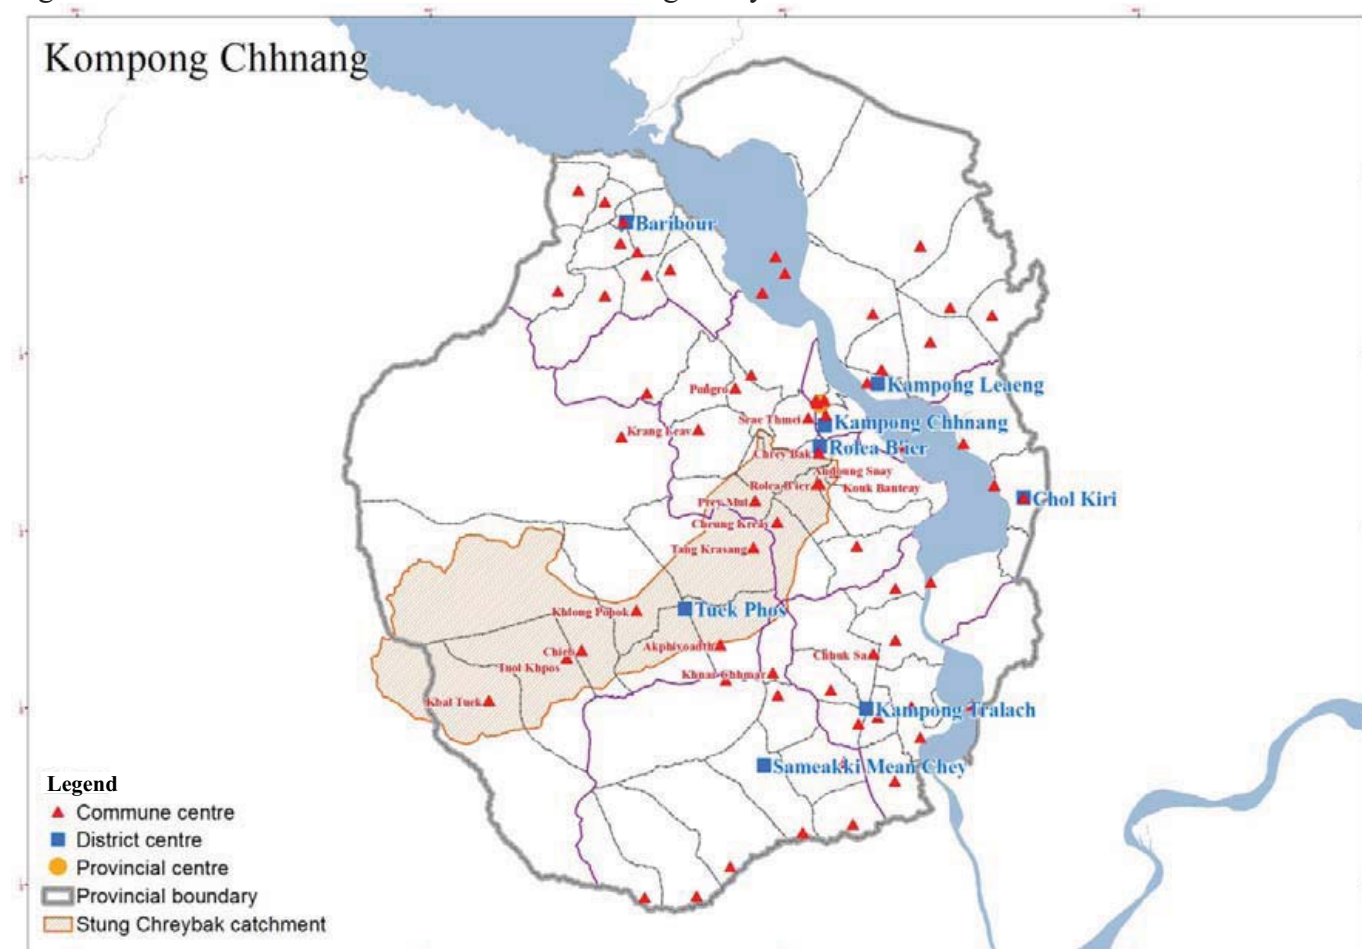 Kompong Chhnang
Baribour
Kampong Leaeng
Pongro
Srae Thmei
Kampong Chhnang
Krang Leav
Rolea B'ier
Chrey Bak
Andoung Snay
Rolea B'ier
Kouk Banteay
Chol Kiri
Prey Mul
Cheung Kreav
Tang Krasang
Khlong Popok
Tuek Phos
Akphivoadth
Chieb
Chhuk Sa
Tuol Khpos
Khnar Chhmar
Kbal Tuek
Kampong Tralach
Sameakki Mean Chey
Legend
Commune centre
District centre
Provincial centre
Provincial boundary
Stung Chreybak catchment